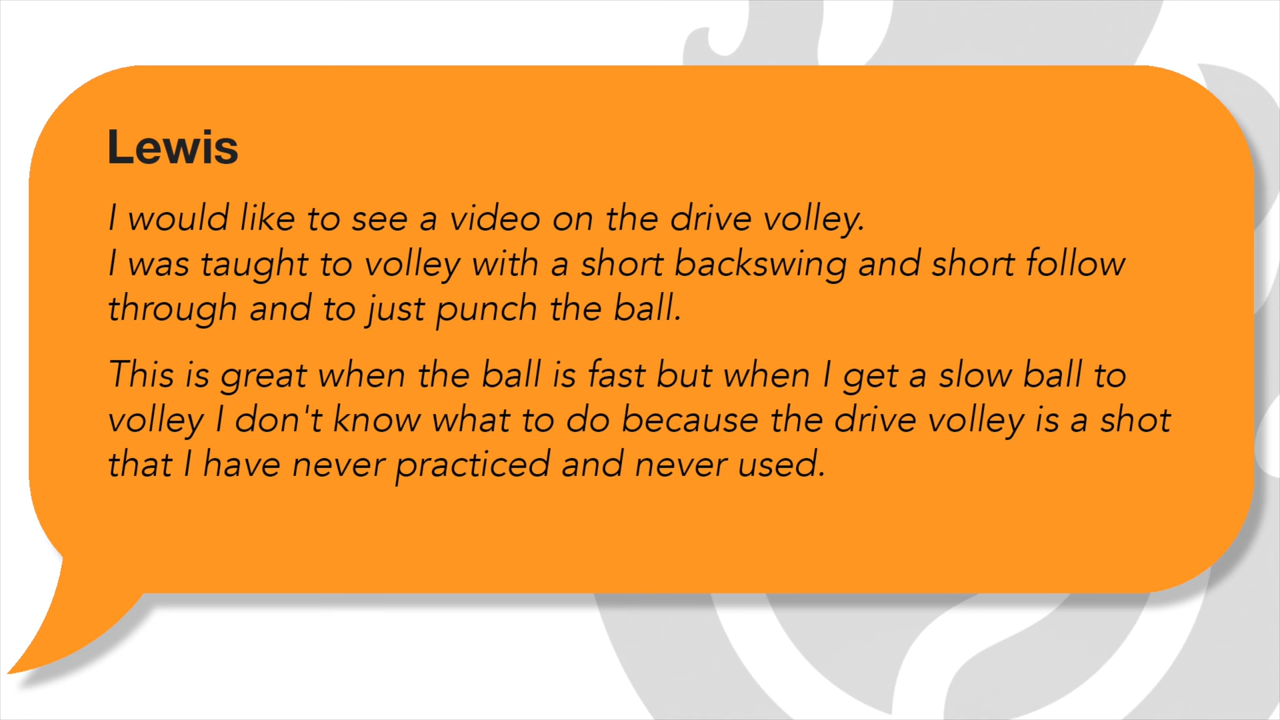 Lewis
I would like to see a video on the drive volley.
I was taught to volley with a short backswing and short follow
through and to just punch the ball.
This is great when the ball is fast but when I get a slow ball to
volley I don't know what to do because the drive volley is a shot
that I have never practiced and never used.